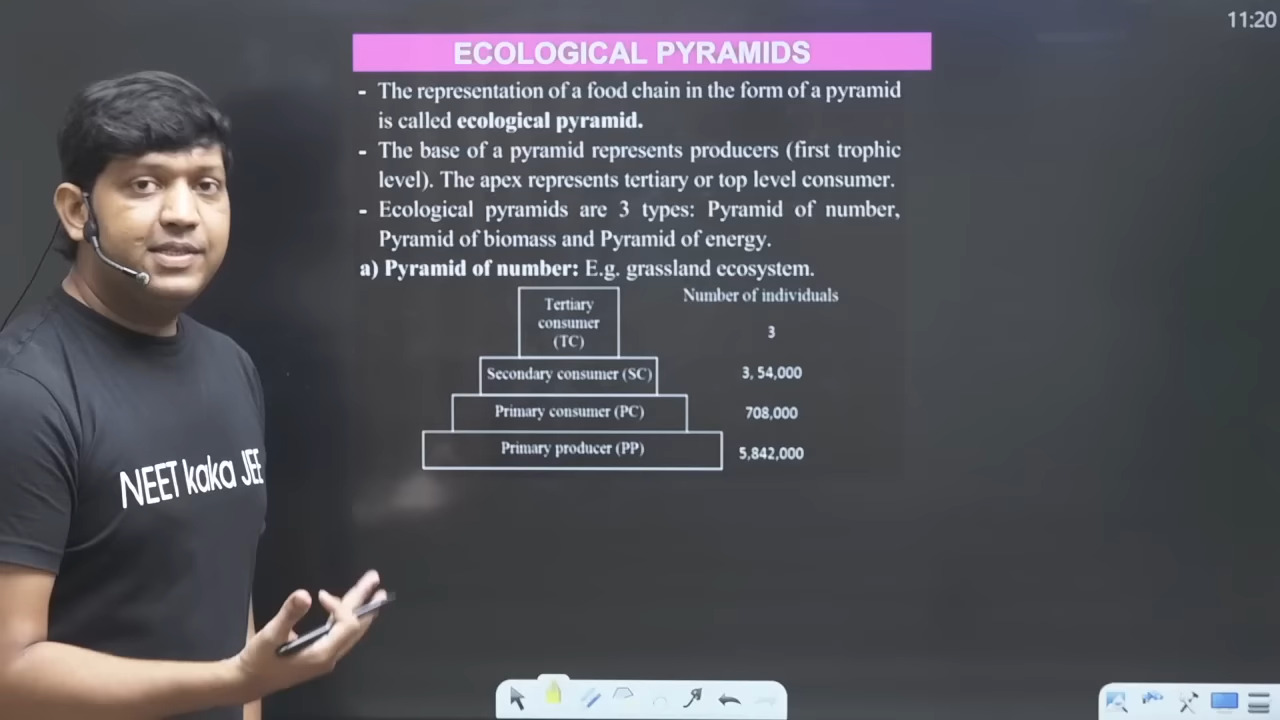 11:20
ECOLOGICAL PYRAMIDS
- The representation of a food chain in the form of a pyramid
is called ecological pyramid.
- The base of a pyramid represents producers (first trophic
level). The apex represents tertiary or top level consumer.
- Ecological pyramids are 3 types: Pyramid of number,
Pyramid of biomass and Pyramid of energy.
a) Pyramid of number: E.g. grassland ecosystem.
Number of individuals
Tertiary
consumer
(TC)
3
Secondary consumer (SC)
3, 54,000
Primary consumer (PC)
708,000
Primary producer (PP)
5,842,000
NEET kaka JEE